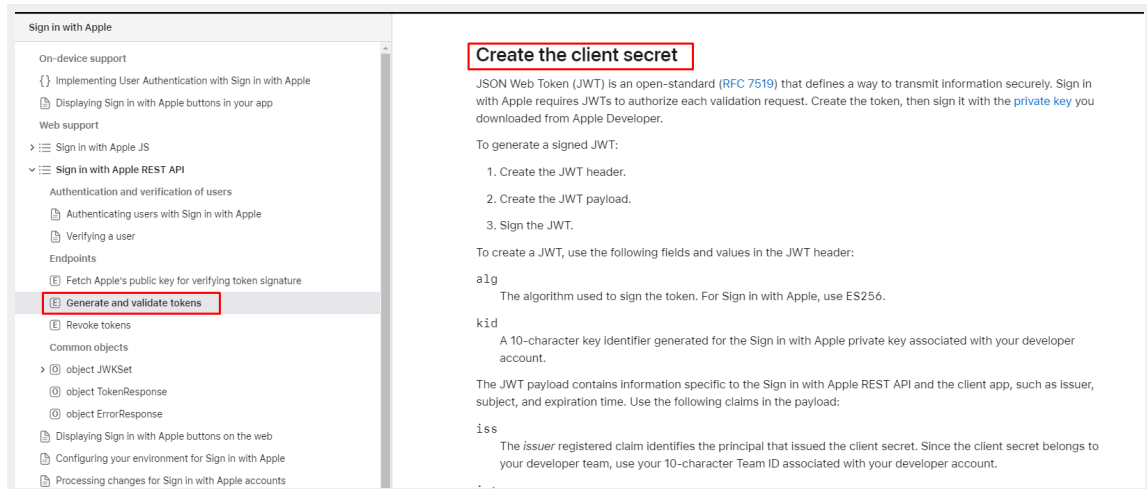 Sign in with Apple
On-device support
{} Implementing User Authentication with Sign in with Apple
Displaying Sign in with Apple buttons in your app
Web support
Sign in with Apple JS
Sign in with Apple REST API
Authentication and verification of users
Authenticating users with Sign in with Apple
Verifying a user
Endpoints
E Fetch Apple's public key for verifying token signature
E Generate and validate tokens
E Revoke tokens
Common objects
O object JWKSet
O object TokenResponse
O object ErrorResponse
Displaying Sign in with Apple buttons on the web
Configuring your environment for Sign in with Apple
Processing changes for Sign in with Apple accounts
Create the client secret
JSON Web Token (JWT) is an open-standard (RFC 7519) that defines a way to transmit information securely. Sign in
with Apple requires JWTs to authorize each validation request. Create the token, then sign it with the private key you
downloaded from Apple Developer.
To generate a signed JWT:
1. Create the JWT header.
2. Create the JWT payload.
3. Sign the JWT.
To create a JWT, use the following fields and values in the JWT header:
alg
The algorithm used to sign the token. For Sign in with Apple, use ES256.
kid
A 10-character key identifier generated for the Sign in with Apple private key associated with your developer
account.
The JWT payload contains information specific to the Sign in with Apple REST API and the client app, such as issuer,
subject, and expiration time. Use the following claims in the payload:
iss
The issuer registered claim identifies the principal that issued the client secret. Since the client secret belongs to
your developer team, use your 10-character Team ID associated with your developer account.